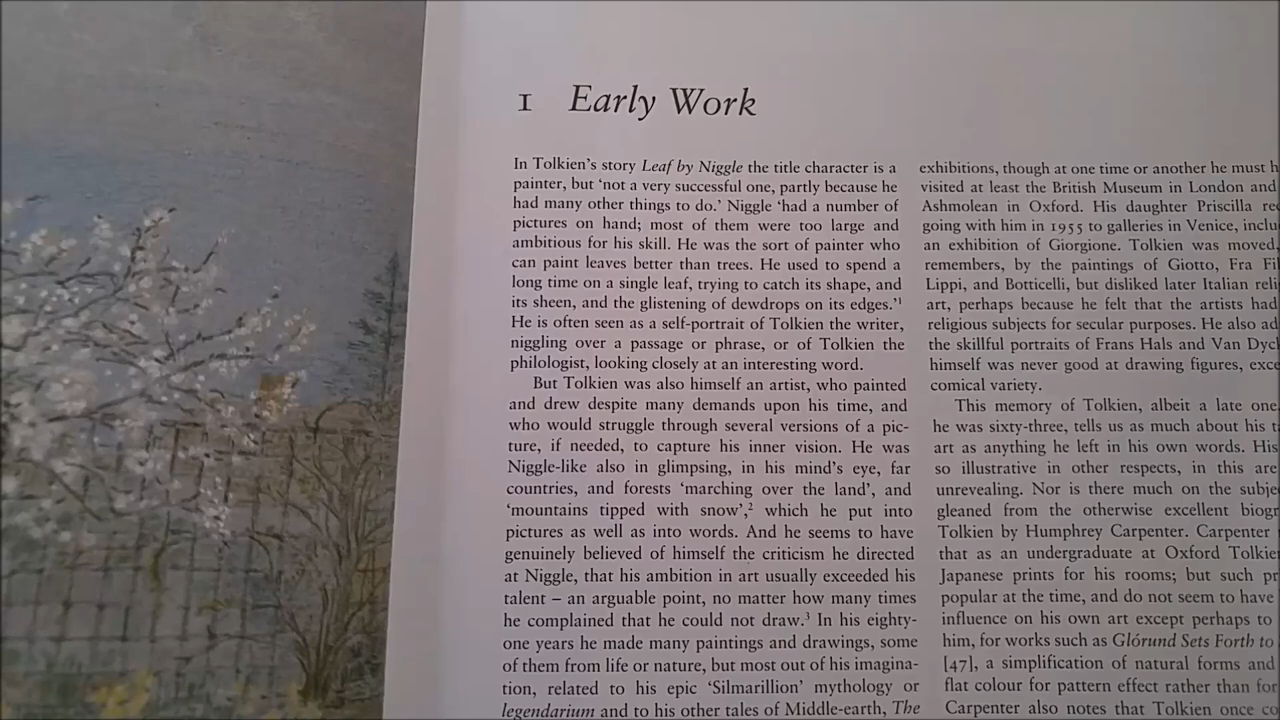 1 Early Work
In Tolkien's story Leaf by Niggle the title character is a
painter, but 'not a very successful one, partly because he
had many other things to do.' Niggle 'had a number of
pictures on hand; most of them were too large and
ambitious for his skill. He was the sort of painter who
can paint leaves better than trees. He used to spend a
long time on a single leaf, trying to catch its shape, and
its sheen, and the glistening of dewdrops on its edges.'¹
He is often seen as a self-portrait of Tolkien the writer,
niggling over a passage or phrase, or of Tolkien the
philologist, looking closely at an interesting word.
But Tolkien was also himself an artist, who painted
and drew despite many demands upon his time, and
who would struggle through several versions of a pic-
ture, if needed, to capture his inner vision. He was
Niggle-like also in glimpsing, in his mind's eye, far
countries, and forests 'marching over the land', and
'mountains tipped with snow',² which he put into
pictures as well as into words. And he seems to have
genuinely believed of himself the criticism he directed
at Niggle, that his ambition in art usually exceeded his
talent – an arguable point, no matter how many times
he complained that he could not draw.³ In his eighty-
one years he made many paintings and drawings, some
of them from life or nature, but most out of his imagina-
tion, related to his epic 'Silmarillion' mythology or
legendarium and to his other tales of Middle-earth, The
exhibitions, though at one time or another he must
visited at least the British Museum in London and
Ashmolean in Oxford. His daughter Priscilla
going with him in 1955 to galleries in Venice,
an exhibition of Giorgione. Tolkien was moved,
remembers, by the paintings of Giotto, Fra
Lippi, and Botticelli, but disliked later Italian
art, perhaps because he felt that the artists had
religious subjects for secular purposes. He also
the skillful portraits of Frans Hals and Van
himself was never good at drawing figures,
comical variety.
This memory of Tolkien, albeit a late one
he was sixty-three, tells us as much about his
art as anything he left in his own words. His
so illustrative in other respects, in this
unrevealing. Nor is there much on the
gleaned from the otherwise excellent
Tolkien by Humphrey Carpenter. Carpenter
that as an undergraduate at Oxford
Japanese prints for his rooms; but such
popular at the time, and do not seem to have
influence on his own art except perhaps to
him, for works such as Glórund Sets Forth to
[47], a simplification of natural forms and
flat colour for pattern effect rather than
Carpenter also notes that Tolkien once